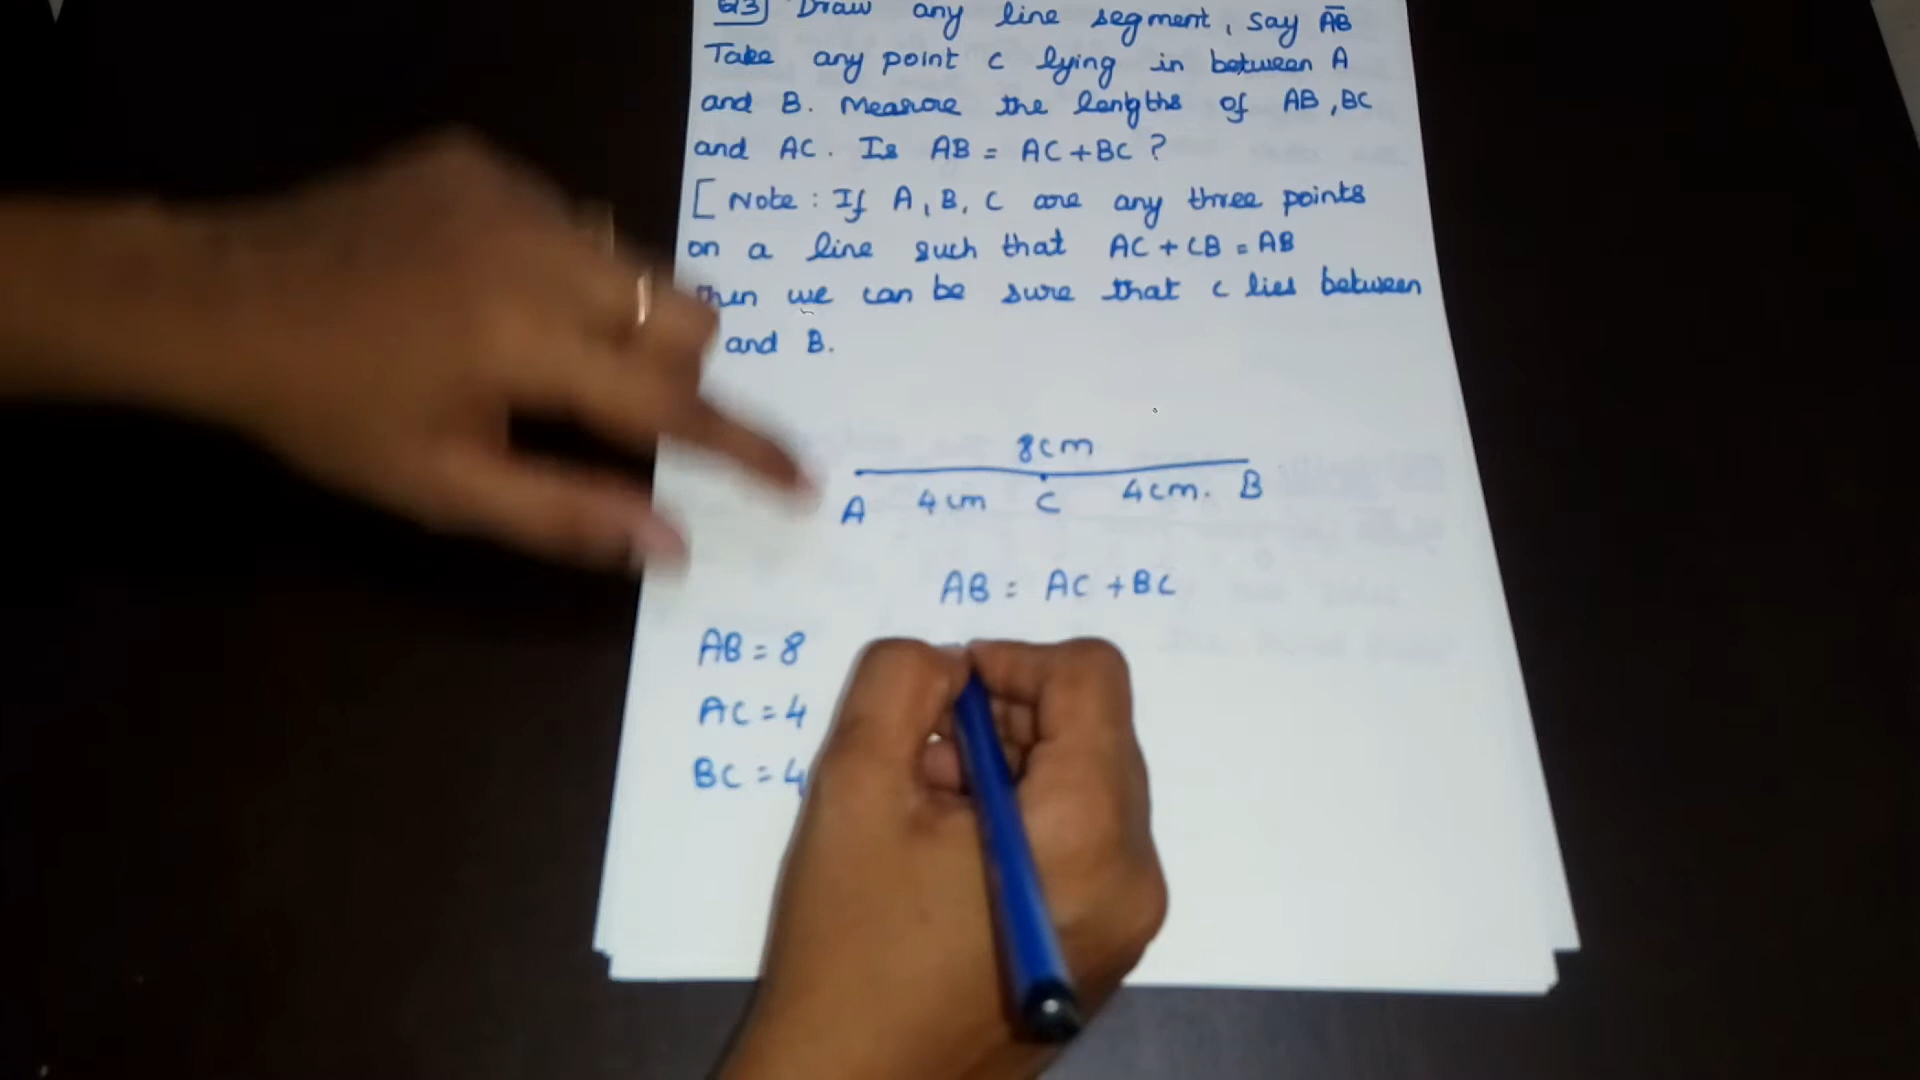 Q3) Draw any line segment, say AB
Take any point C lying in between A
and B. Measure the lengths of AB, BC
and AC. Is AB = AC + BC ?
[ Note : If A, B, C are any three points
on a line such that AC + CB = AB
then we can be sure that C lies between
and B.
8cm
A 4cm C 4cm. B
AB = AC + BC
AB = 8
AC = 4
BC = 4